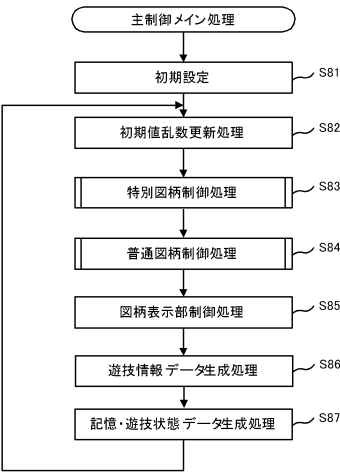 主制御メイン処理
初期設定
S81
初期値乱数更新処理
S82
特別図柄制御処理
S83
普通図柄制御処理
S84
図柄表示部制御処理
S85
遊技情報データ生成処理
S86
記憶・遊技状態データ生成処理
S87